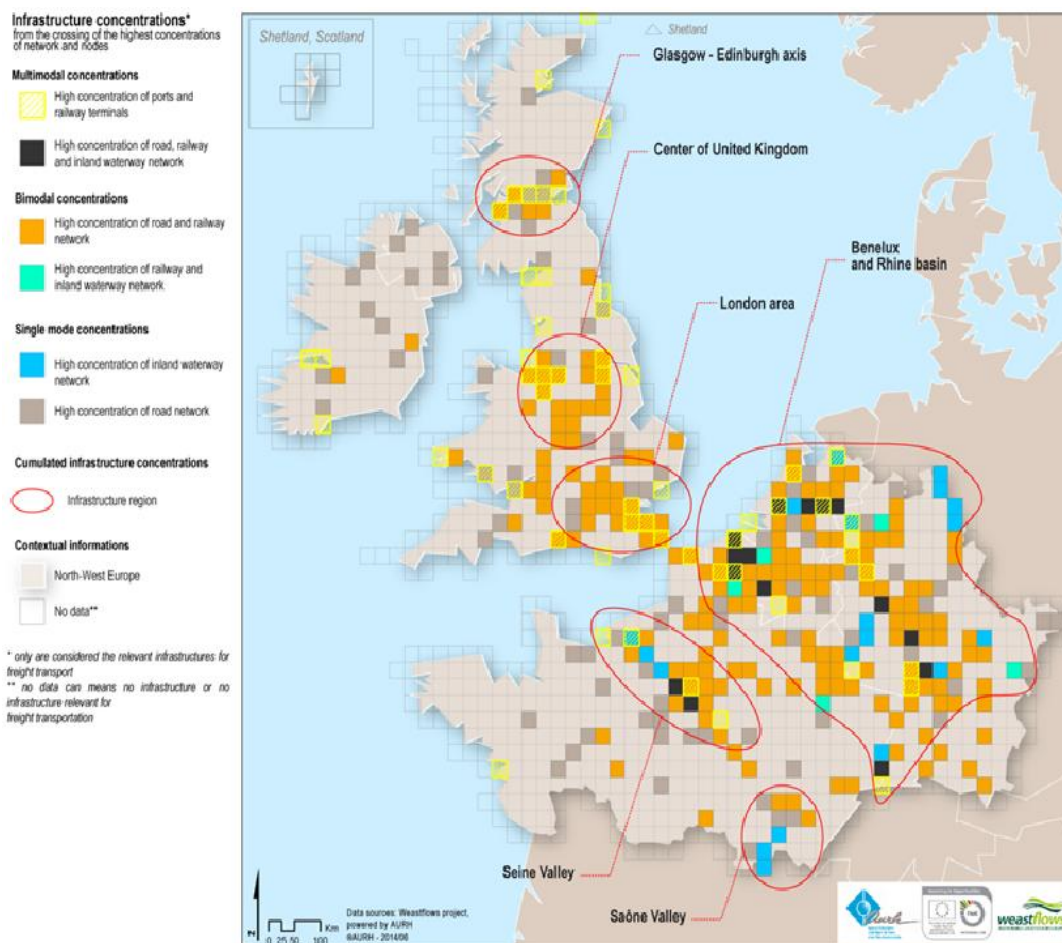 Infrastructure concentrations*
from the crossing of the highest concentrations
of network and nodes
Multimodal concentrations
High concentration of ports and
railway terminals
High concentration of road, railway
and inland waterway network
Bimodal concentrations
High concentration of road and railway
network
High concentration of railway and
inland waterway network
Single mode concentrations
High concentration of inland waterway
network
High concentration of road network
Cumulated infrastructure concentrations
Infrastructure region
Contextual informations
North-West Europe
No data**
* only are considered the relevant infrastructures for
freight transport
** no data can means no infrastructure or no
infrastructure relevant for
freight transportation
Shetland, Scotland
Shetland
Glasgow - Edinburgh axis
Center of United Kingdom
Benelux
and Rhine basin
London area
Seine Valley
Saône Valley
0 25 50 100 Km
Data sources: Weastflows project,
powered by AURH
@AURH - 2014/06
aurh
weastflows